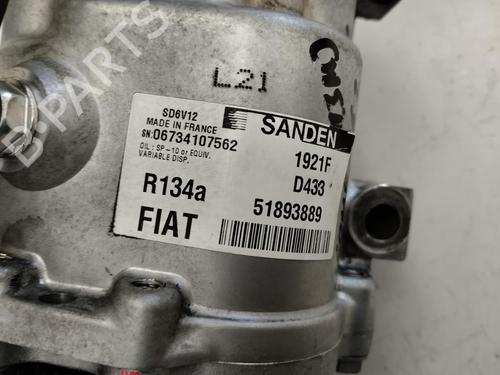 B-PARTS
L21
SD6V12
MADE IN FRANCE
SN:06734107562
OIL: SP-10 or EQUIV.
VARIABLE DISP.
R134a
FIAT
SANDEN
1921F
D433
51893889